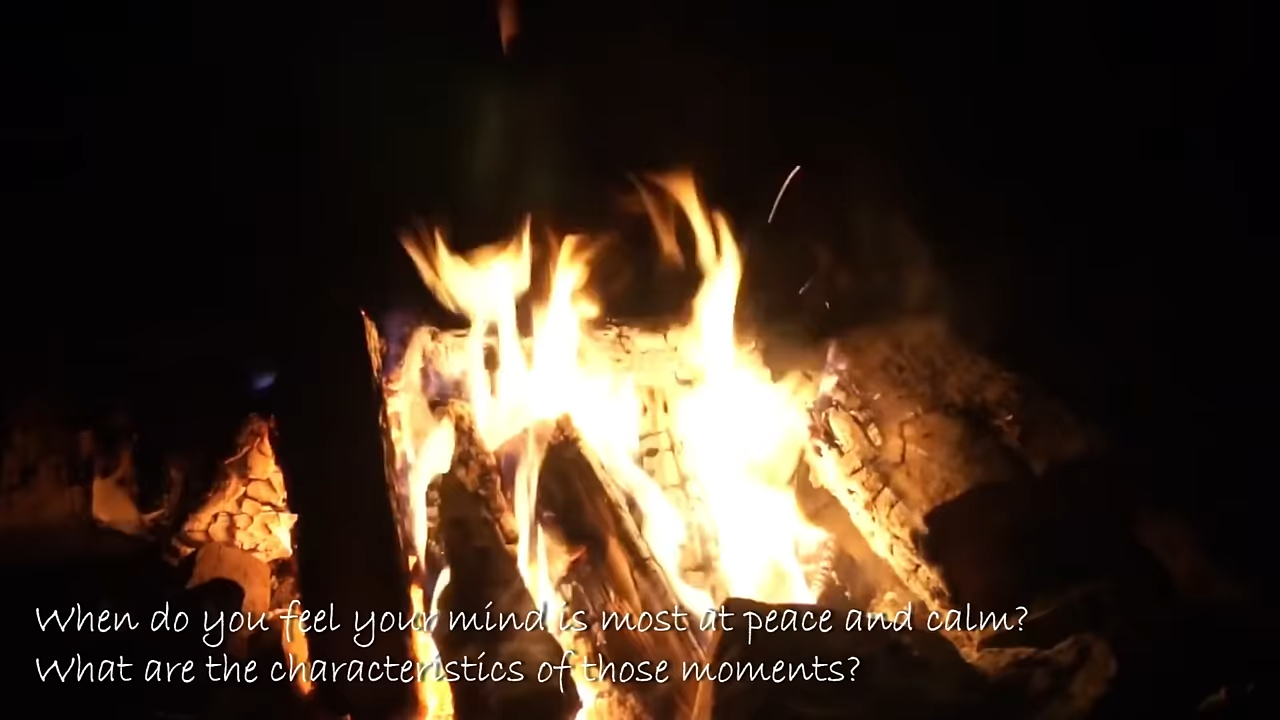 When do you feel your mind is most at peace and calm?
What are the characteristics of those moments?